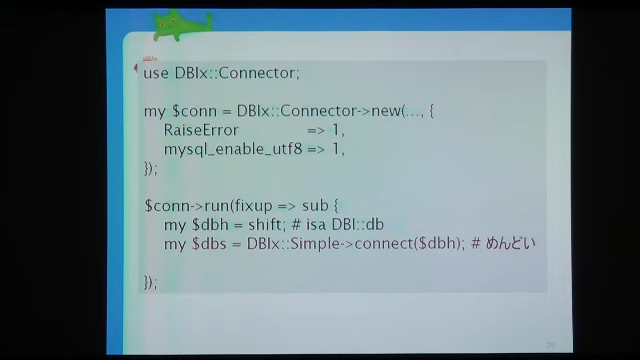 use DBIx::Connector;
my $conn = DBIx::Connector->new(..., {
RaiseError => 1,
mysql_enable_utf8 => 1,
});
$conn->run(fixup => sub {
my $dbh = shift; # isa DBI::db
my $dbs = DBIx::Simple->connect($dbh); # めんどい
});